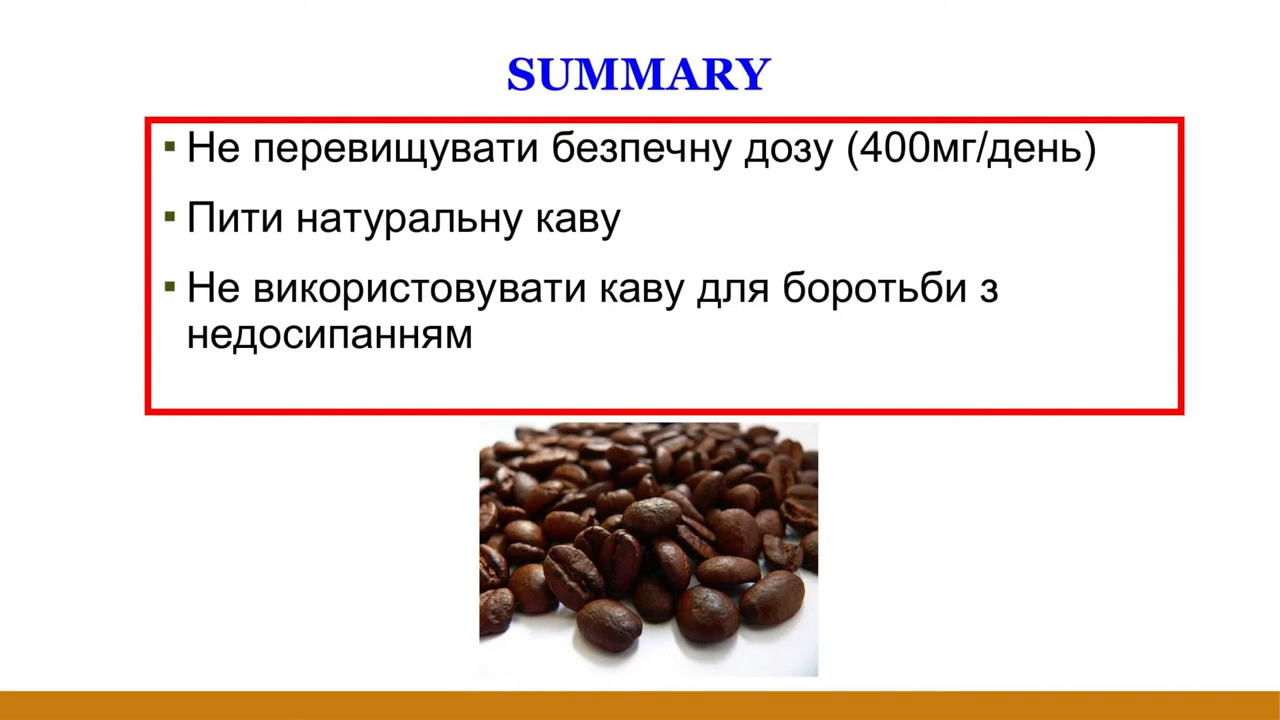 SUMMARY
▪ Не перевищувати безпечну дозу (400мг/день)
▪ Пити натуральну каву
▪ Не використовувати каву для боротьби з
недосипанням